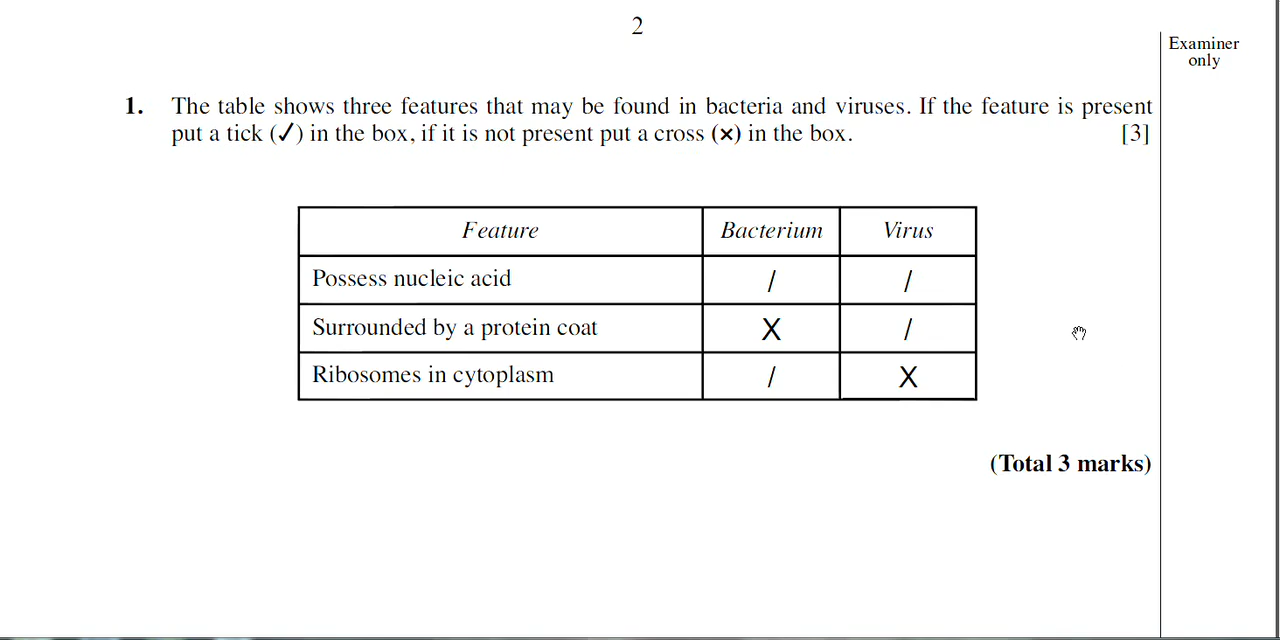 2
Examiner
only
1. The table shows three features that may be found in bacteria and viruses. If the feature is present
put a tick (✓) in the box, if it is not present put a cross (×) in the box. [3]
Feature Bacterium Virus
Possess nucleic acid / /
Surrounded by a protein coat X /
Ribosomes in cytoplasm / X
(Total 3 marks)